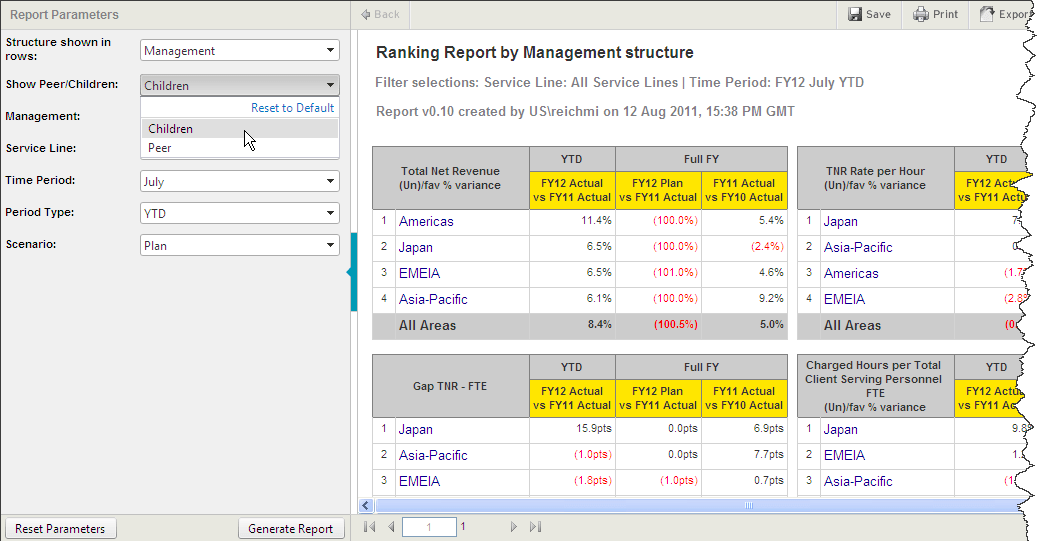 Report Parameters
Back
Save
Print
Export
Structure shown in
rows:
Management
Show Peer/Children:
Children
Reset to Default
Children
Peer
Management:
Service Line:
Time Period:
July
Period Type:
YTD
Scenario:
Plan
Reset Parameters
Generate Report
Ranking Report by Management structure
Filter selections: Service Line: All Service Lines | Time Period: FY12 July YTD
Report v0.10 created by US\reichmi on 12 Aug 2011, 15:38 PM GMT
Total Net Revenue
(Un)/fav % variance
YTD
Full FY
FY12 Actual
vs FY11 Actual
FY12 Plan
vs FY11 Actual
FY11 Actual
vs FY10 Actual
1 Americas 11.4% (100.0%) 5.4%
2 Japan 6.5% (100.0%) (2.4%)
3 EMEIA 6.5% (101.0%) 4.6%
4 Asia-Pacific 6.1% (100.0%) 9.2%
All Areas 8.4% (100.5%) 5.0%
TNR Rate per Hour
(Un)/fav % variance
YTD
FY12 Actu
vs FY11 Actu
1 Japan 7
2 Asia-Pacific 0
3 Americas (1.7
4 EMEIA (2.8
All Areas (0
Gap TNR - FTE
YTD
Full FY
FY12 Actual
vs FY11 Actual
FY12 Plan
vs FY11 Actual
FY11 Actual
vs FY10 Actual
1 Japan 15.9pts 0.0pts 6.9pts
2 Asia-Pacific (1.0pts) 0.0pts 7.7pts
3 EMEIA (1.8pts) (1.0pts) 0.7pts
Charged Hours per Total
Client Serving Personnel
FTE
(Un)/fav % variance
YTD
FY12 Actu
vs FY11 Actu
1 Japan 9.8
2 EMEIA 1.
3 Asia-Pacific (1
1 1